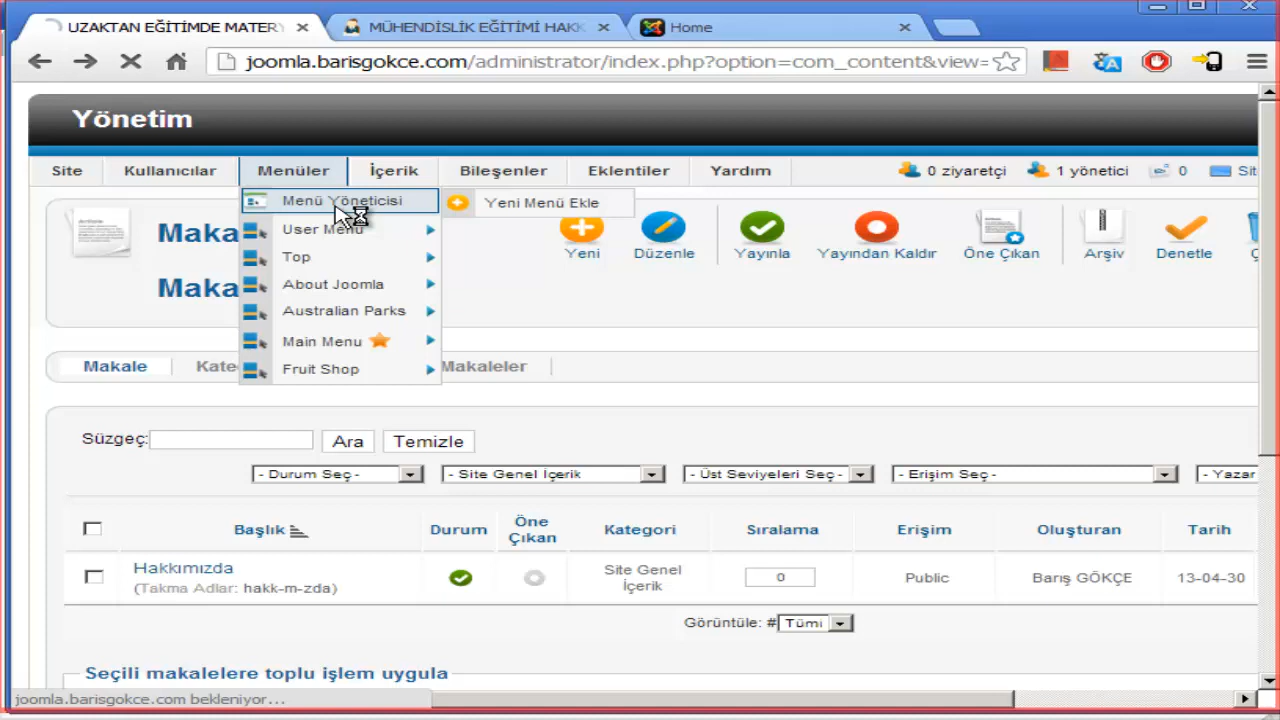 UZAKTAN EĞİTİMDE MATERY
MÜHENDİSLİK EĞİTİMİ HAKK
Home
joomla.barisgokce.com/administrator/index.php?option=com_content&view=
Yönetim
Site
Kullanıcılar
Menüler
İçerik
Bileşenler
Eklentiler
Yardım
0 ziyaretçi
1 yönetici
0
Sit
Menü Yöneticisi
Yeni Menü Ekle
User Menu
Top
About Joomla
Australian Parks
Main Menu
Fruit Shop
Maka
Maka
Yeni
Düzenle
Yayınla
Yayından Kaldır
Öne Çıkan
Arşiv
Denetle
Ç
Makale
Kate
Makaleler
Süzgeç:
Ara
Temizle
- Durum Seç -
- Site Genel İçerik
- Üst Seviyeleri Seç -
- Erişim Seç -
- Yazar
Başlık
Durum
Öne Çıkan
Kategori
Sıralama
Erişim
Oluşturan
Tarih
Hakkımızda
(Takma Adlar: hakk-m-zda)
Site Genel İçerik
0
Public
Barış GÖKÇE
13-04-30
Görüntüle: # Tümü
Seçili makalelere toplu işlem uygula
joomla.barisgokce.com bekleniyor...